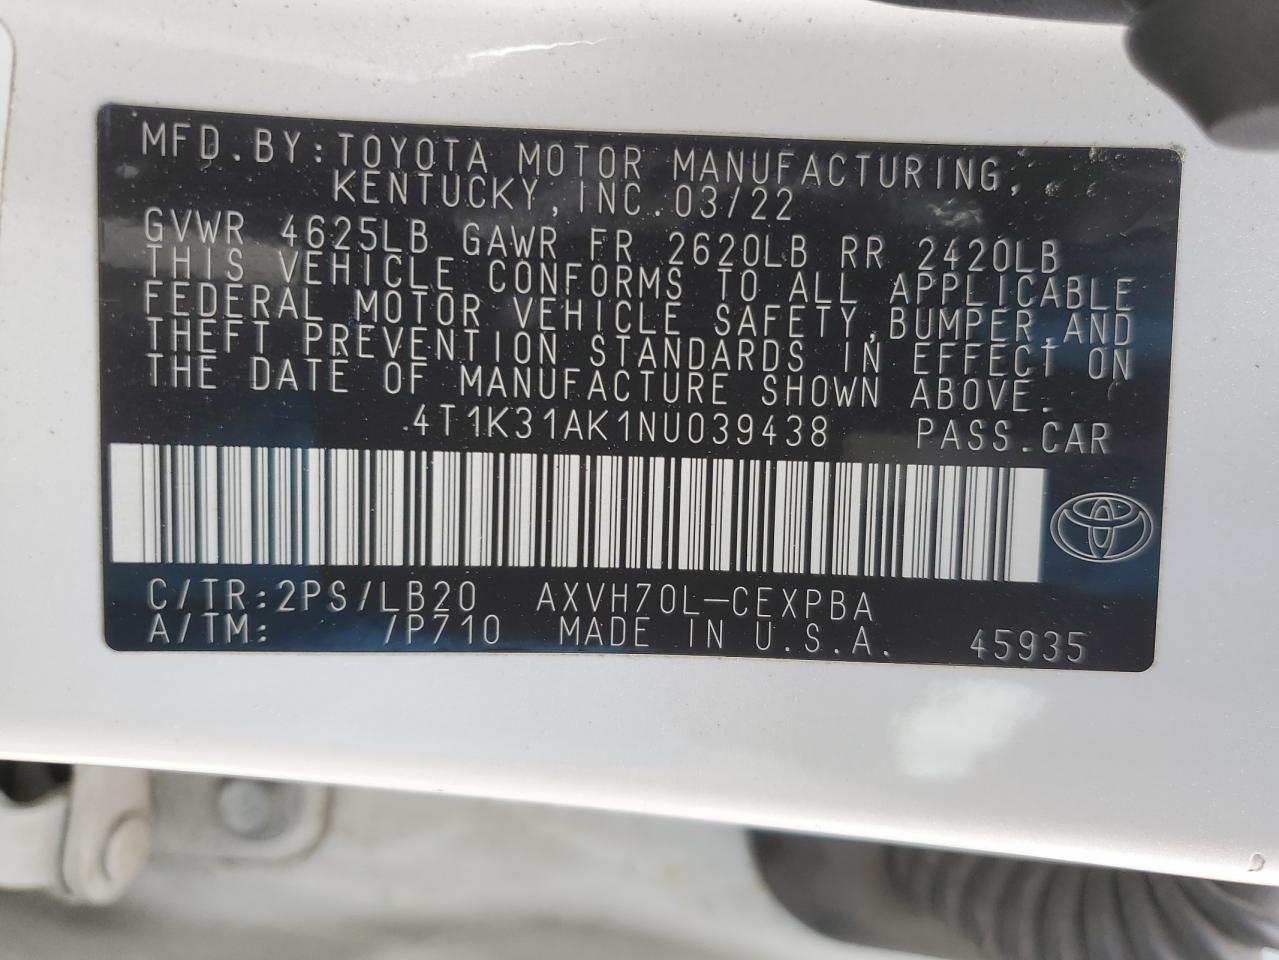 MFD.BY:TOYOTA MOTOR MANUFACTURING,
KENTUCKY,INC.03/22
GVWR 4625LB GAWR FR 2620LB RR 2420LB
THIS VEHICLE CONFORMS TO ALL APPLICABLE
FEDERAL MOTOR VEHICLE SAFETY,BUMPER,AND
THEFT PREVENTION STANDARDS IN EFFECT ON
THE DATE OF MANUFACTURE SHOWN ABOVE.
4T1K31AK1NU039438 PASS.CAR
C/TR:2PS/LB20 AXVH70L-CEXPBA
A/TM: /P710 MADE IN U.S.A. 45935